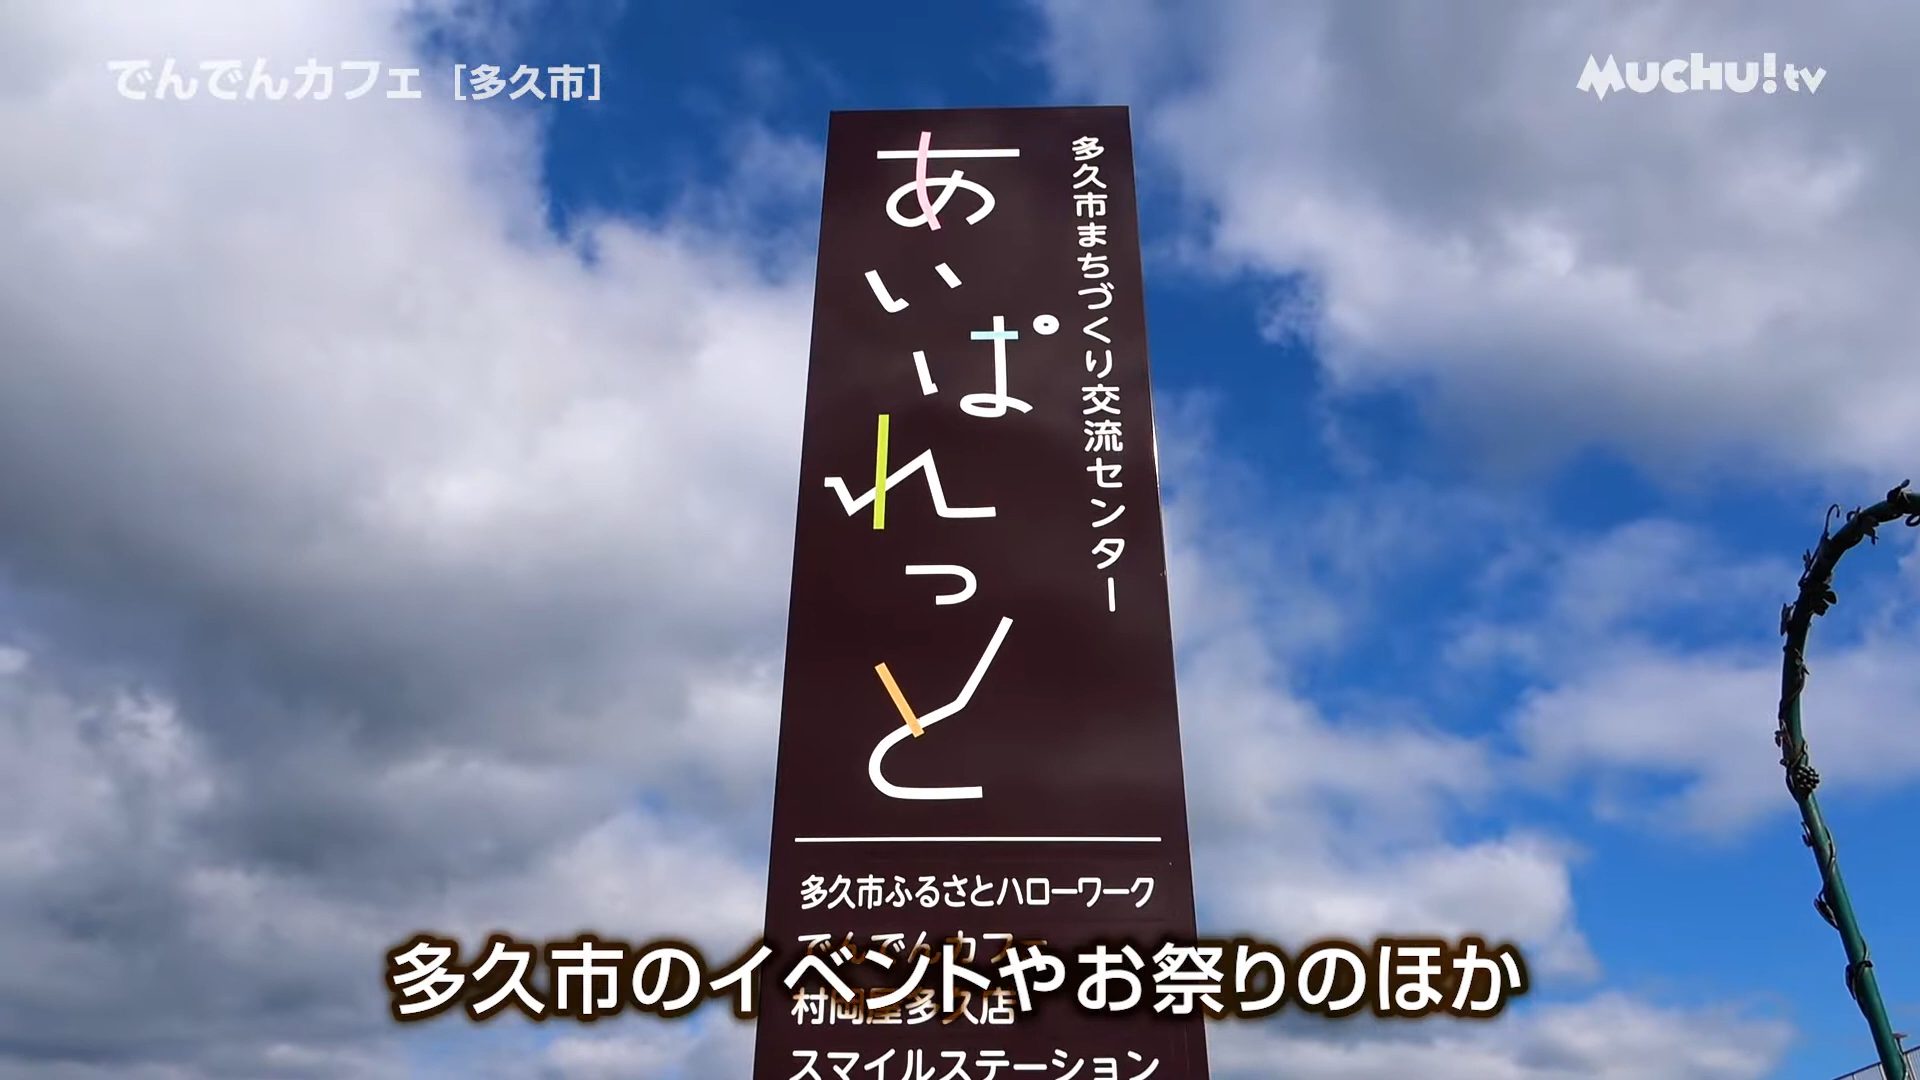 でんでんカフェ [多久市]
MUCHU!tv
多久市まちづくり交流センター
あいぱれっと
多久市ふるさとハローワーク
でんでんカフェ
村岡屋多久店
スマイルステーション
多久市のイベントやお祭りのほか